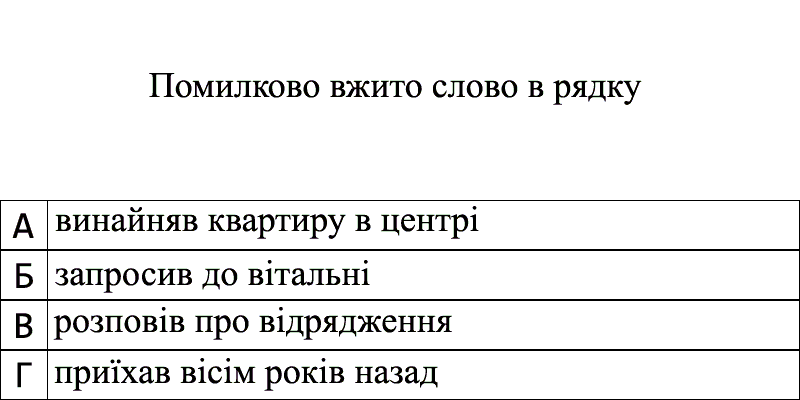 Помилково вжито слово в рядку
А винайняв квартиру в центрі
Б запросив до вітальні
В розповів про відрядження
Г приїхав вісім років назад